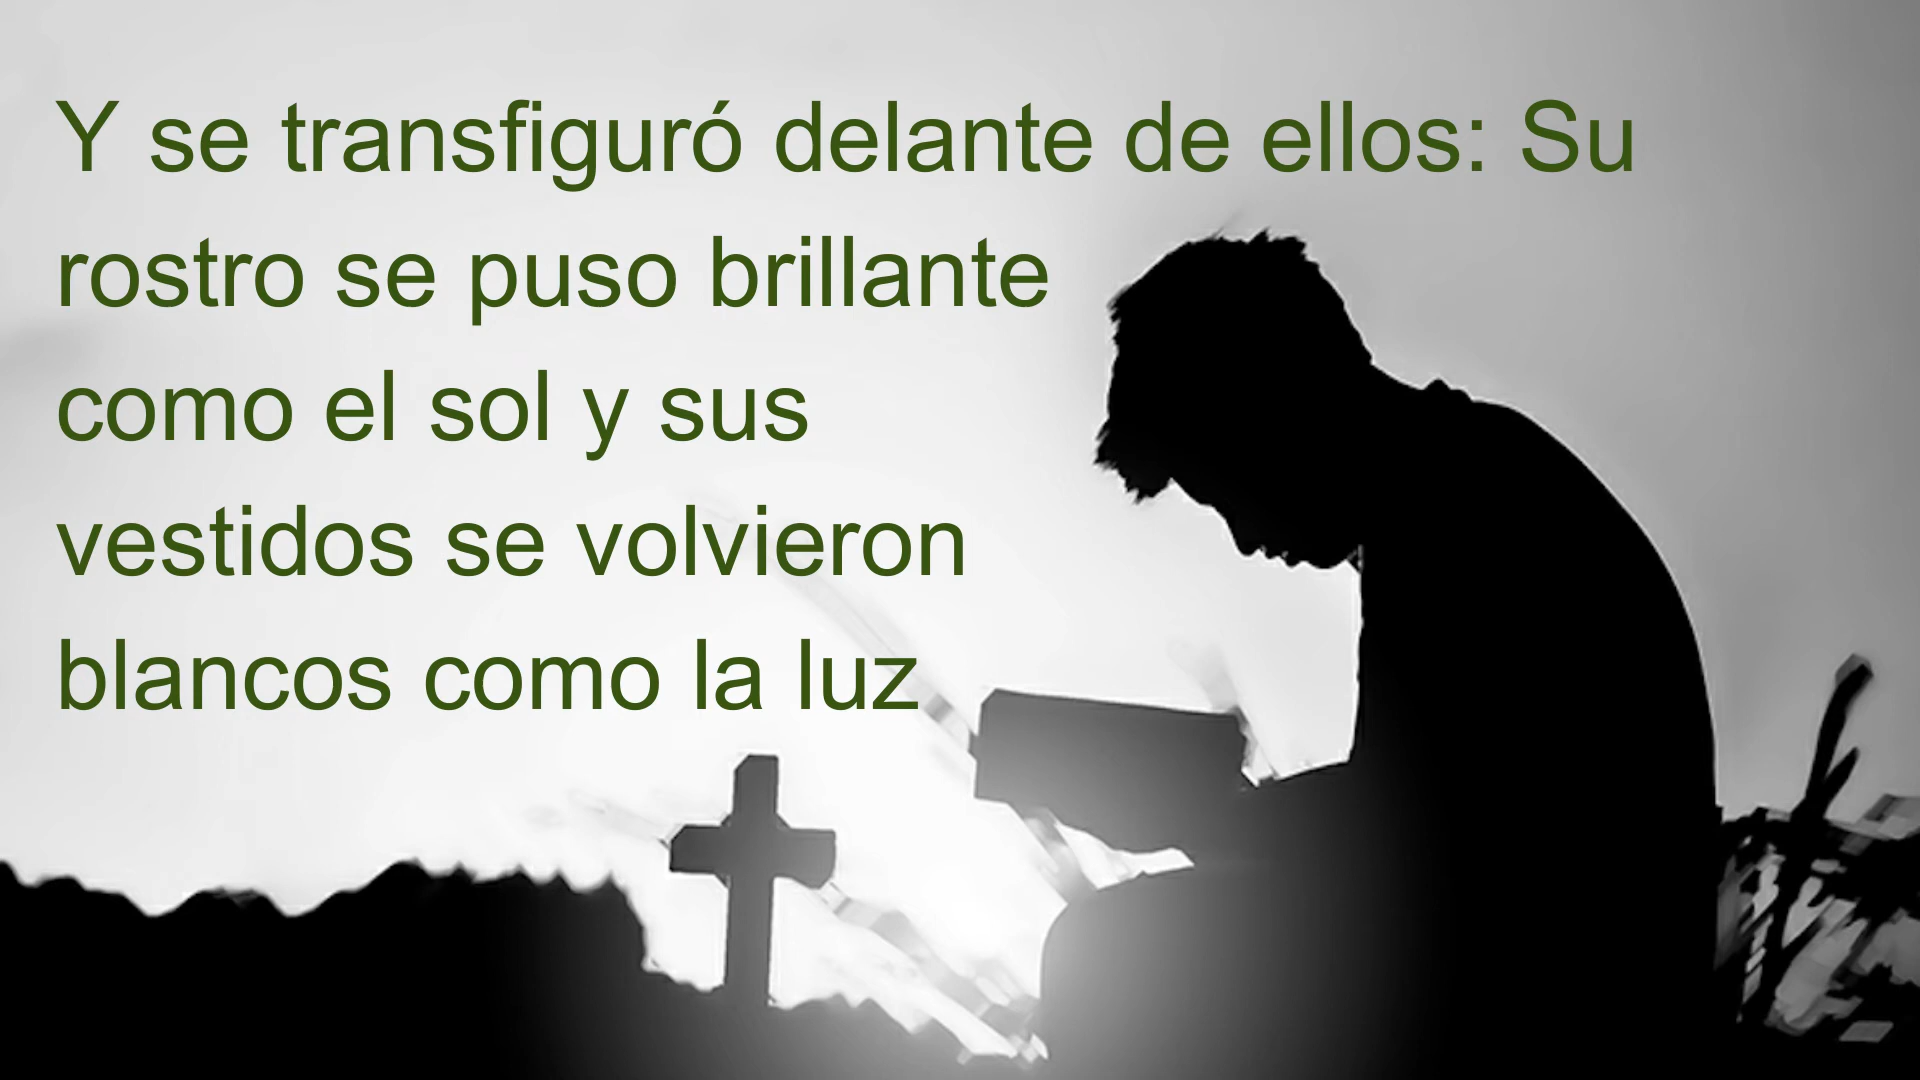 Y se transfiguró delante de ellos: Su
rostro se puso brillante
como el sol y sus
vestidos se volvieron
blancos como la luz